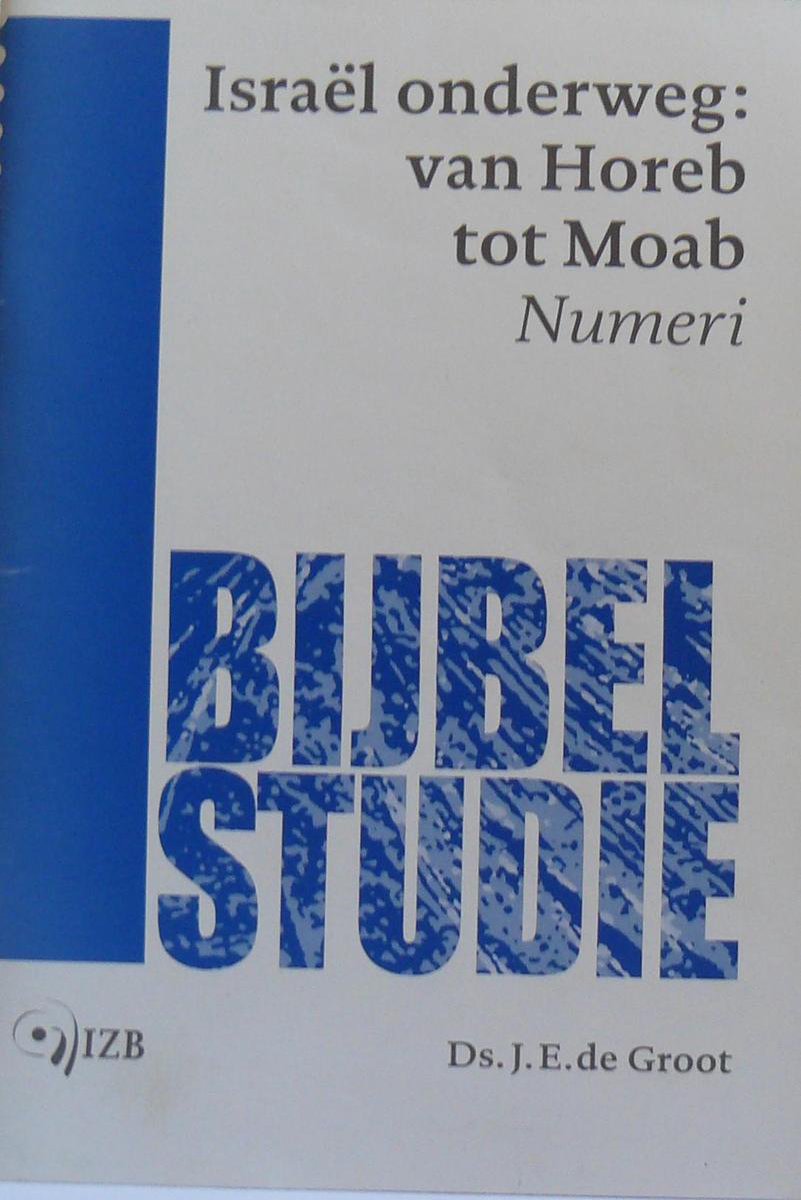 Israël onderweg:
van Horeb
tot Moab
Numeri
BIJBEL
STUDIE
IZB
Ds. J. E. de Groot